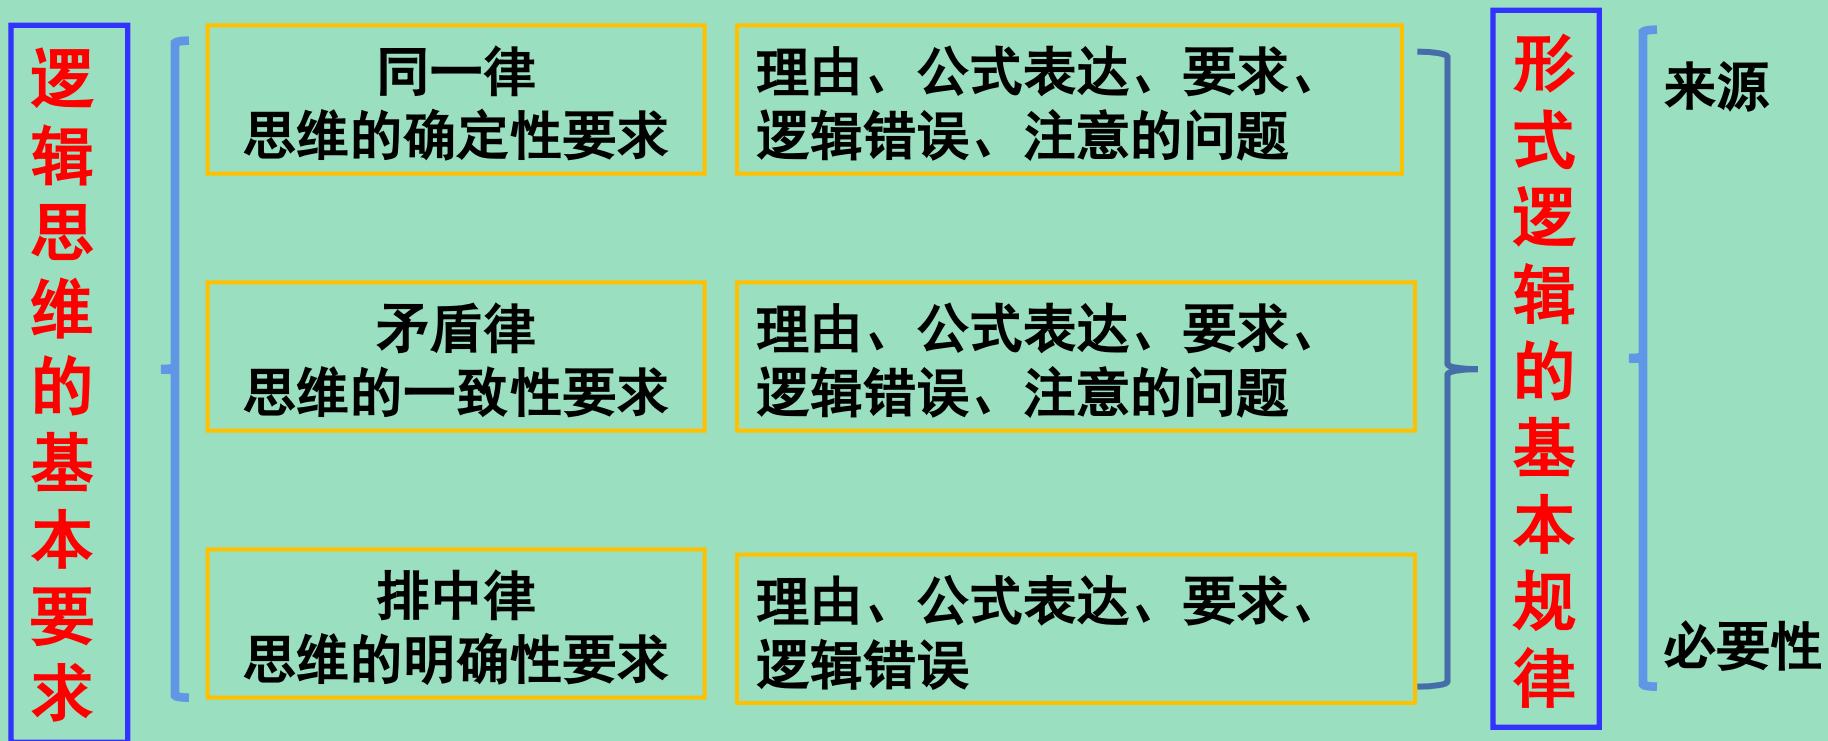 逻辑思维的基本要求
同一律
思维的确定性要求
理由、公式表达、要求、
逻辑错误、注意的问题
矛盾律
思维的一致性要求
理由、公式表达、要求、
逻辑错误、注意的问题
排中律
思维的明确性要求
理由、公式表达、要求、
逻辑错误
形式逻辑的基本规律
来源
必要性